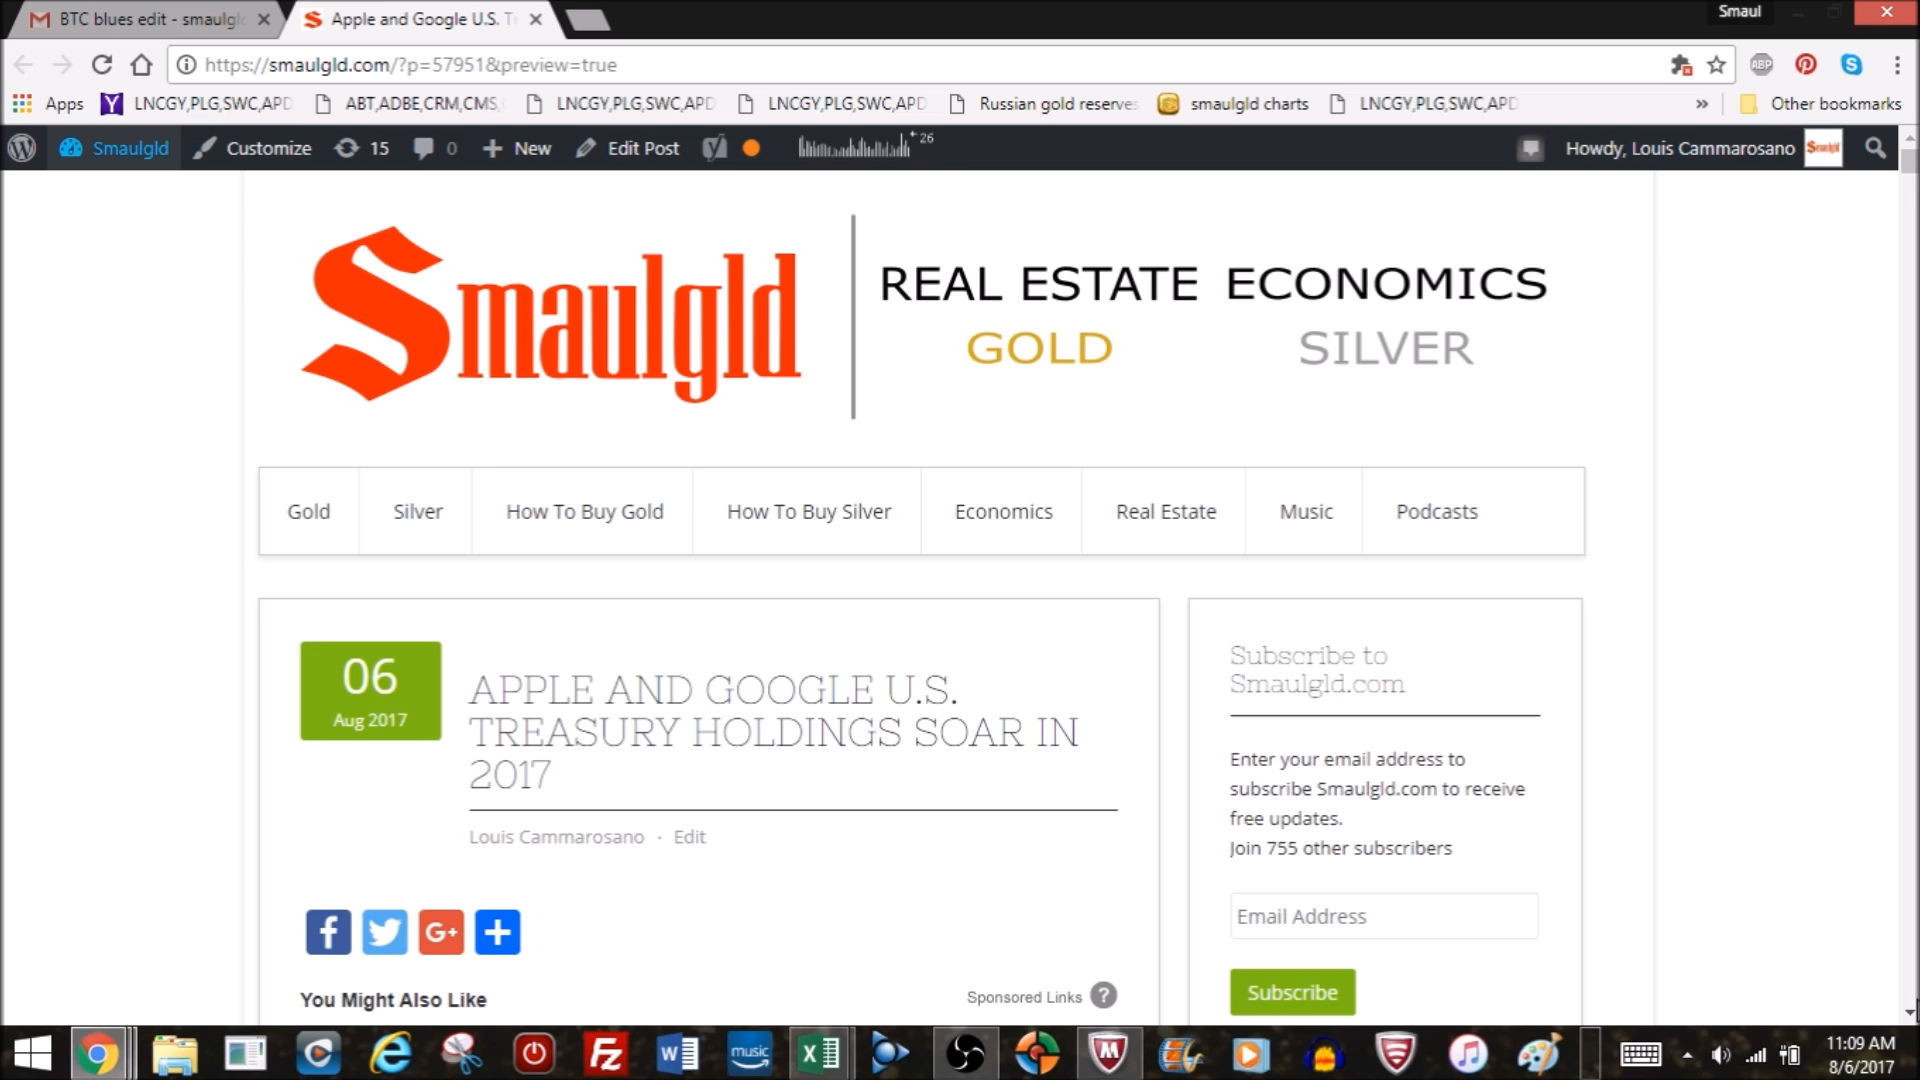 BTC blues edit - smaulgl
Apple and Google U.S. T
Smaul
https://smaulgld.com/?p=57951&preview=true
ABP
Apps
LNCGY,PLG,SWC,APD
ABT,ADBE,CRM,CMS,
LNCGY,PLG,SWC,APD
LNCGY,PLG,SWC,APD
Russian gold reserves
smaulgld charts
LNCGY,PLG,SWC,APD
»
Other bookmarks
Smaulgld
Customize
15
0
New
Edit Post
26
Howdy, Louis Cammarosano
Smaulgld
Smaulgld
REAL ESTATE ECONOMICS
GOLD SILVER
Gold
Silver
How To Buy Gold
How To Buy Silver
Economics
Real Estate
Music
Podcasts
06
Aug 2017
APPLE AND GOOGLE U.S.
TREASURY HOLDINGS SOAR IN
2017
Louis Cammarosano · Edit
G+
You Might Also Like
Sponsored Links ?
Subscribe to
Smaulgld.com
Enter your email address to
subscribe Smaulgld.com to receive
free updates.
Join 755 other subscribers
Email Address
Subscribe
music
11:09 AM
8/6/2017